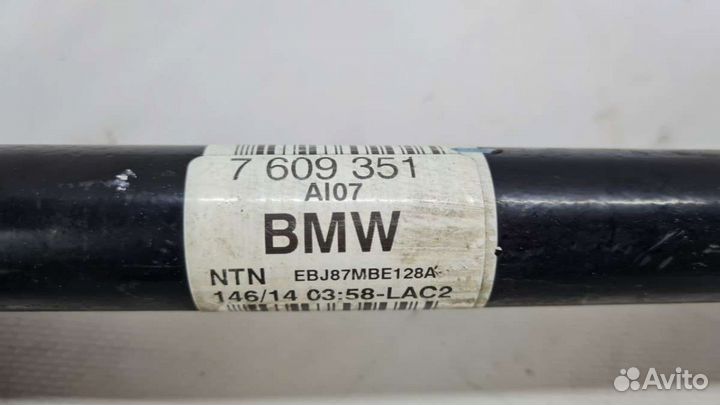 7 609 351
AI07
BMW
NTN EBJ87MBE128A
146/14 03:58-LAC2
Avito